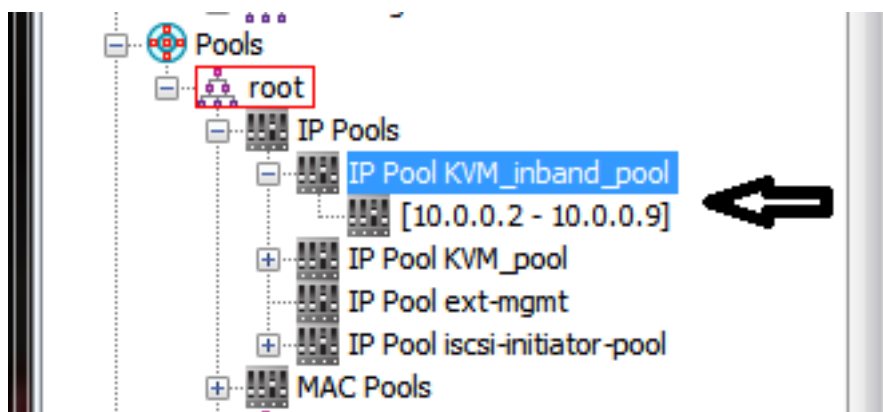 Pools
root
IP Pools
IP Pool KVM_inband_pool
[10.0.0.2 - 10.0.0.9]
IP Pool KVM_pool
IP Pool ext-mgmt
IP Pool iscsi-initiator-pool
MAC Pools